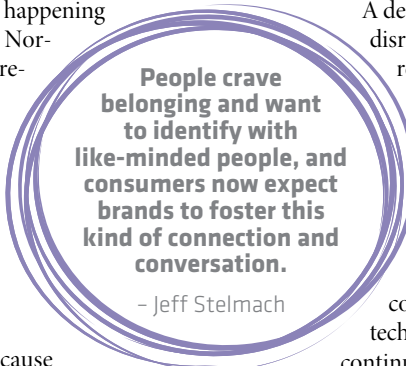 happening
Nor-
re-
cause
People crave
belonging and want
to identify with
like-minded people, and
consumers now expect
brands to foster this
kind of connection and
conversation.
– Jeff Stelmach
A de
disr
r
co
tech
continu